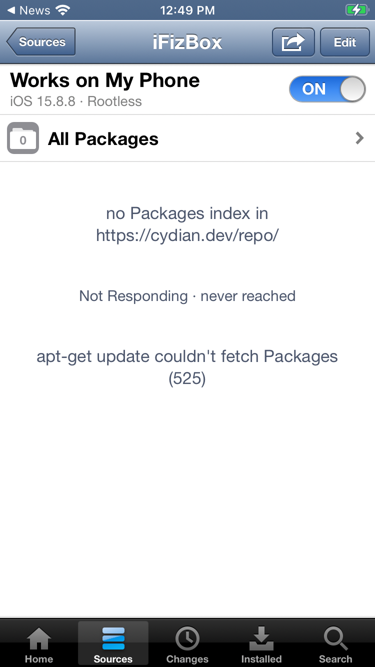 ◀ News 12:49 PM
Sources iFizBox Edit
Works on My Phone ON
iOS 15.8.8 · Rootless
0 All Packages
no Packages index in
https://cydian.dev/repo/
Not Responding · never reached
apt-get update couldn't fetch Packages
(525)
Home Sources Changes Installed Search